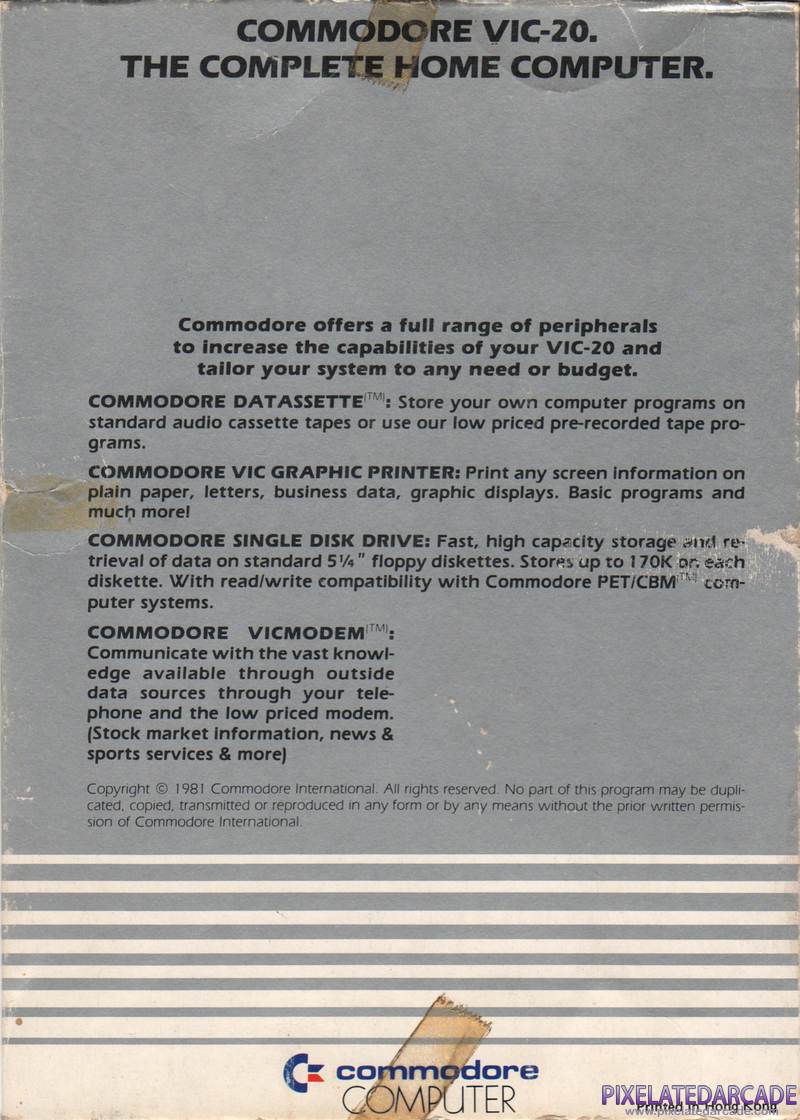 COMMODORE VIC-20.
THE COMPLETE HOME COMPUTER.
Commodore offers a full range of peripherals
to increase the capabilities of your VIC-20 and
tailor your system to any need or budget.
COMMODORE DATASSETTE(TM): Store your own computer programs on
standard audio cassette tapes or use our low priced pre-recorded tape pro-
grams.
COMMODORE VIC GRAPHIC PRINTER: Print any screen information on
plain paper, letters, business data, graphic displays. Basic programs and
much more!
COMMODORE SINGLE DISK DRIVE: Fast, high capacity storage and re-
trieval of data on standard 5¼" floppy diskettes. Stores up to 170K on each
diskette. With read/write compatibility with Commodore PET/CBM(TM) com-
puter systems.
COMMODORE VICMODEM(TM):
Communicate with the vast knowl-
edge available through outside
data sources through your tele-
phone and the low priced modem.
(Stock market information, news &
sports services & more)
Copyright © 1981 Commodore International. All rights reserved. No part of this program may be dupli-
cated, copied, transmitted or reproduced in any form or by any means without the prior written permis-
sion of Commodore International.
commodore
COMPUTER
PIXELATEDARCADE
Printed in Hong Kong
www.pixelatedarcade.com